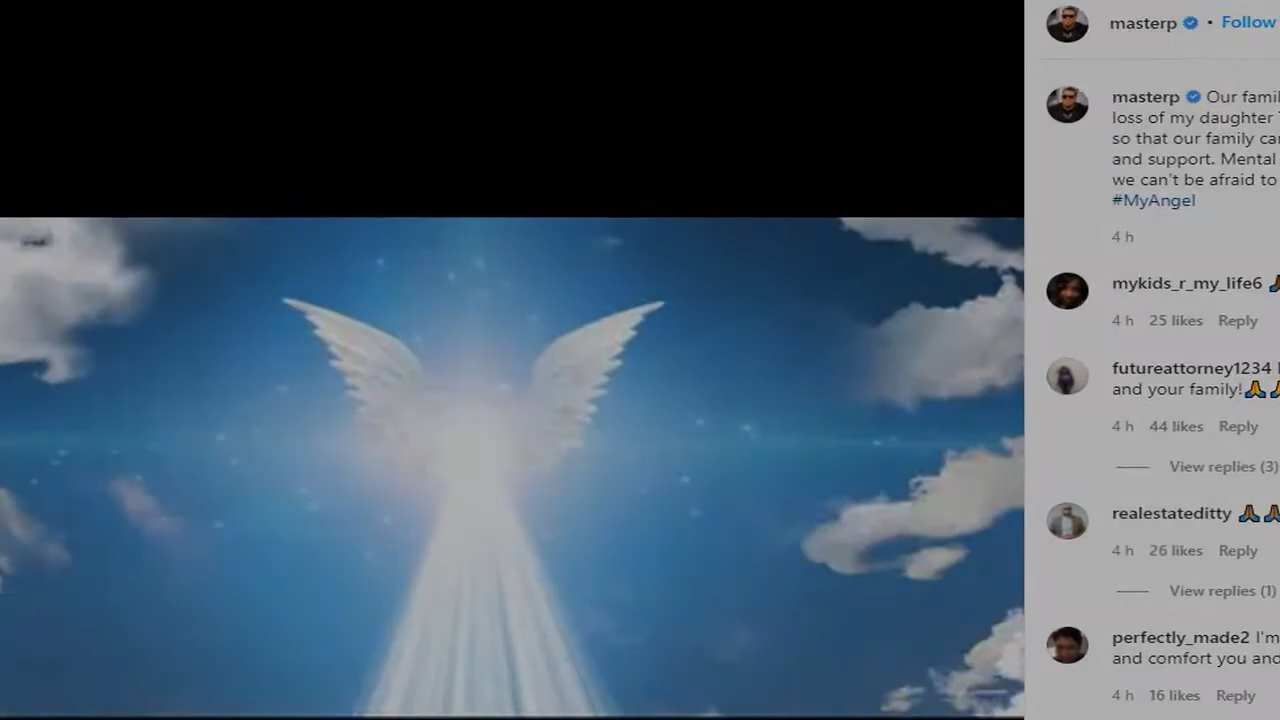 masterp • Follow
masterp Our famil
loss of my daughter
so that our family ca
and support. Mental
we can't be afraid to
#MyAngel
4 h
mykids_r_my_life6
4 h 25 likes Reply
futureattorney1234
and your family!🙏
4 h 44 likes Reply
View replies (3)
realestateditty 🙏
4 h 26 likes Reply
View replies (1)
perfectly_made2 I'm
and comfort you and
4 h 16 likes Reply